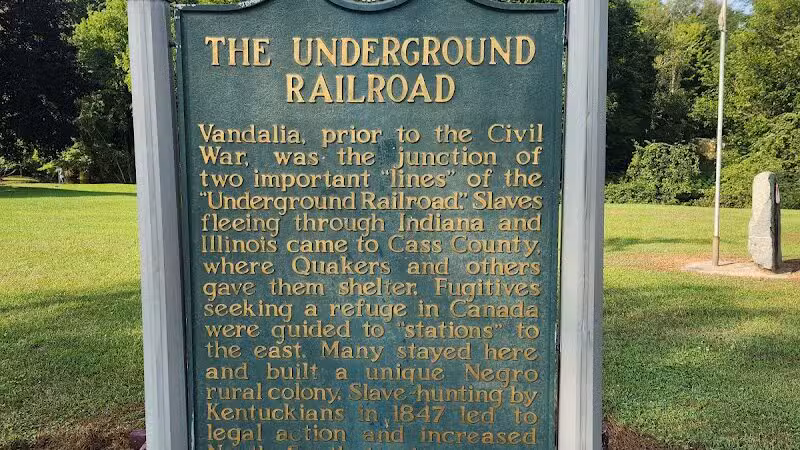 THE UNDERGROUND
RAILROAD
Vandalia, prior to the Civil
War, was the junction of
two important "lines" of the
"Underground Railroad." Slaves
fleeing through Indiana and
Illinois came to Cass County,
where Quakers and others
gave them shelter. Fugitives
seeking a refuge in Canada
were guided to "stations" to
the east. Many stayed here
and built a unique Negro
rural colony. Slave-hunting by
Kentuckians in 1847 led to
legal action and increased